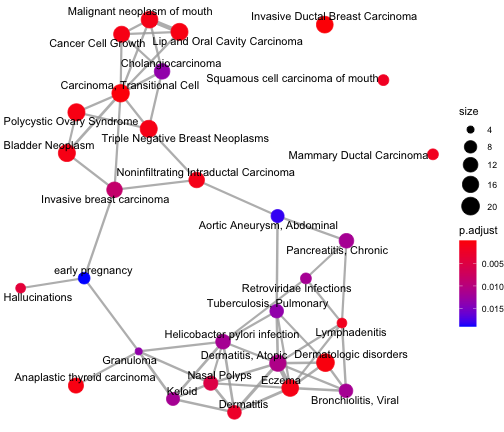 Malignant neoplasm of mouth
Invasive Ductal Breast Carcinoma
Cancer Cell Growth
Lip and Oral Cavity Carcinoma
Cholangiocarcinoma
Squamous cell carcinoma of mouth
Carcinoma, Transitional Cell
size
Polycystic Ovary Syndrome
4
Triple Negative Breast Neoplasms
Bladder Neoplasm
8
Mammary Ductal Carcinoma
12
Noninfiltrating Intraductal Carcinoma
16
Invasive breast carcinoma
20
Aortic Aneurysm, Abdominal
p.adjust
Pancreatitis, Chronic
0.005
early pregnancy
0.010
Retroviridae Infections
Hallucinations
Tuberculosis, Pulmonary
0.015
Lymphadenitis
Helicobacter pylori infection
Dermatitis, Atopic
Dermatologic disorders
Granuloma
Anaplastic thyroid carcinoma
Nasal Polyps
Eczema
Keloid
Bronchiolitis, Viral
Dermatitis